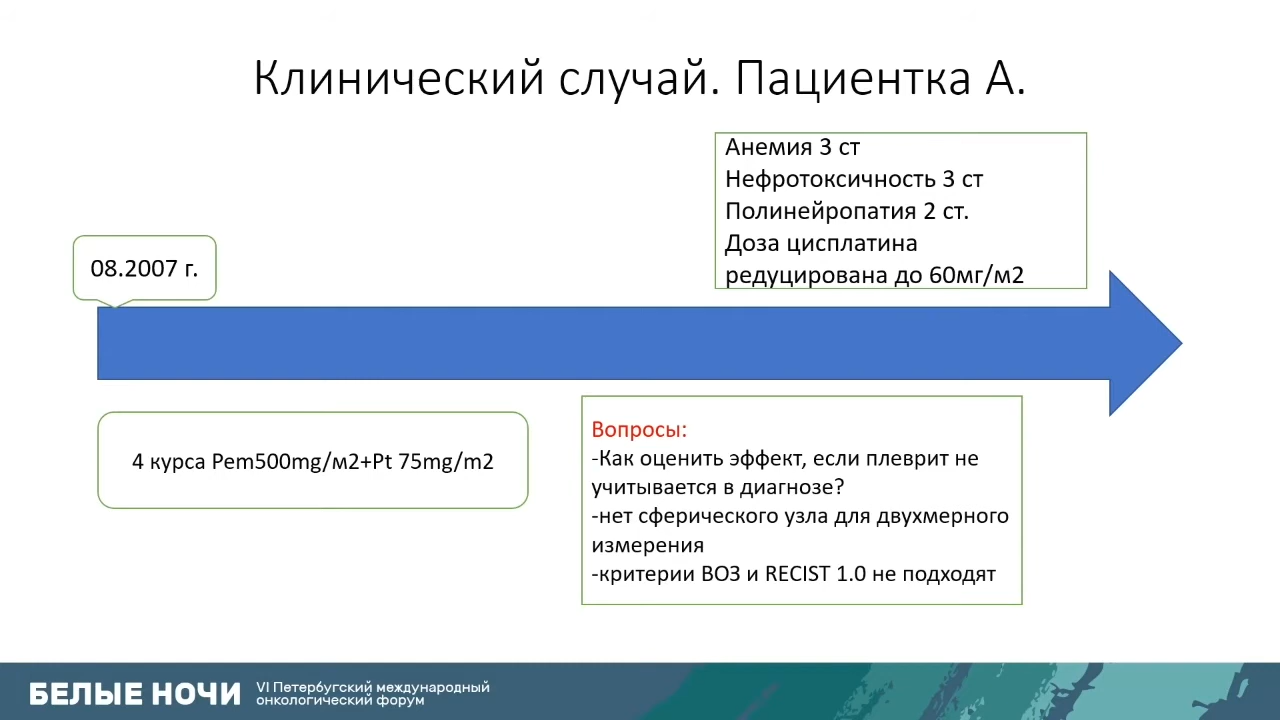 Клинический случай. Пациентка А.
Анемия 3 ст
Нефротоксичность 3 ст
Полинейропатия 2 ст.
Доза цисплатина
редуцирована до 60мг/м2
08.2007 г.
4 курса Pem500mg/м2+Pt 75mg/m2
Вопросы:
-Как оценить эффект, если плеврит не
учитывается в диагнозе?
-нет сферического узла для двухмерного
измерения
-критерии ВОЗ и RECIST 1.0 не подходят
БЕЛЫЕ НОЧИ
VI Петербургский международный
онкологический форум